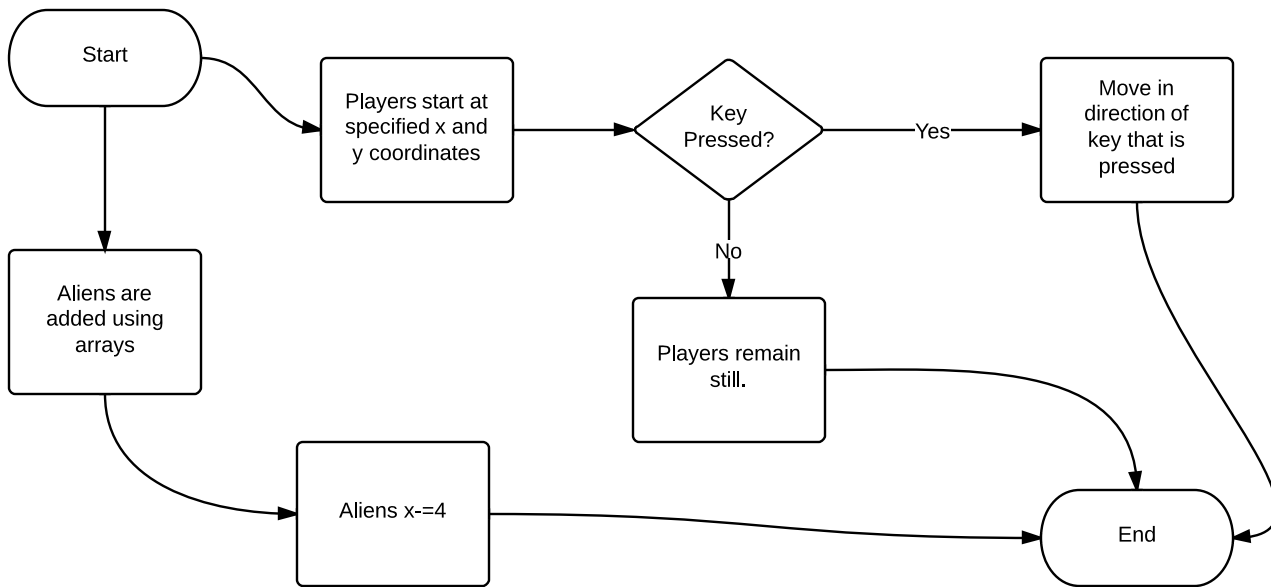 Start
Players start at
specified x and
y coordinates
Key
Pressed?
Yes
Move in
direction of
key that is
pressed
No
Aliens are
added using
arrays
Players remain
still.
Aliens x-=4
End